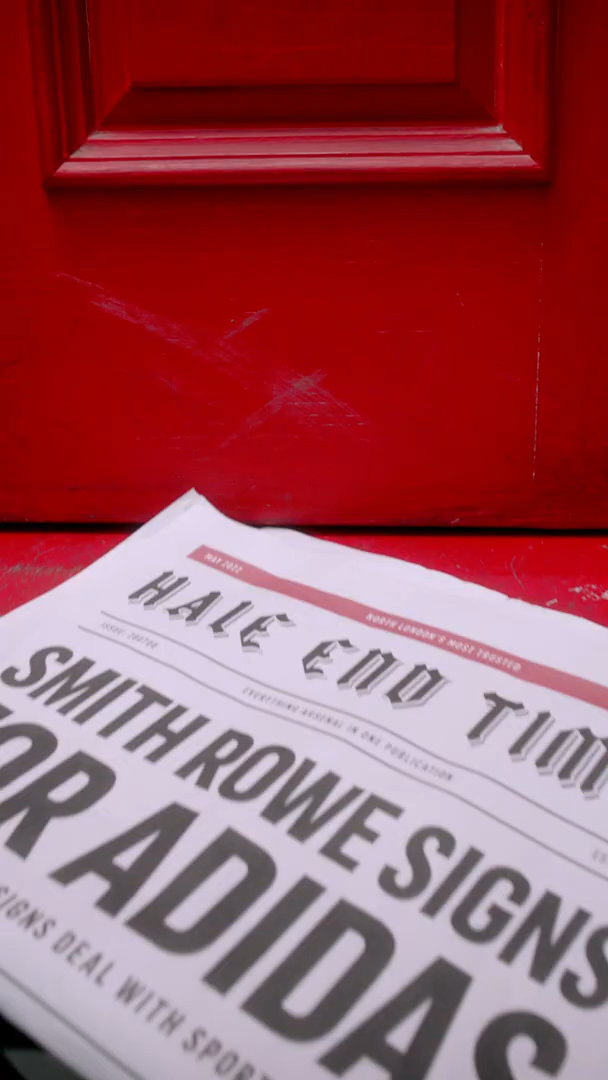 MAY 2022
NORTH LONDON'S MOST TRUSTED
HALE END TIM
EVERYTHING ARSENAL IN ONE PUBLICATION
SMITH ROWE SIGNS
FOR ADIDAS
SIGNS DEAL WITH SPORT